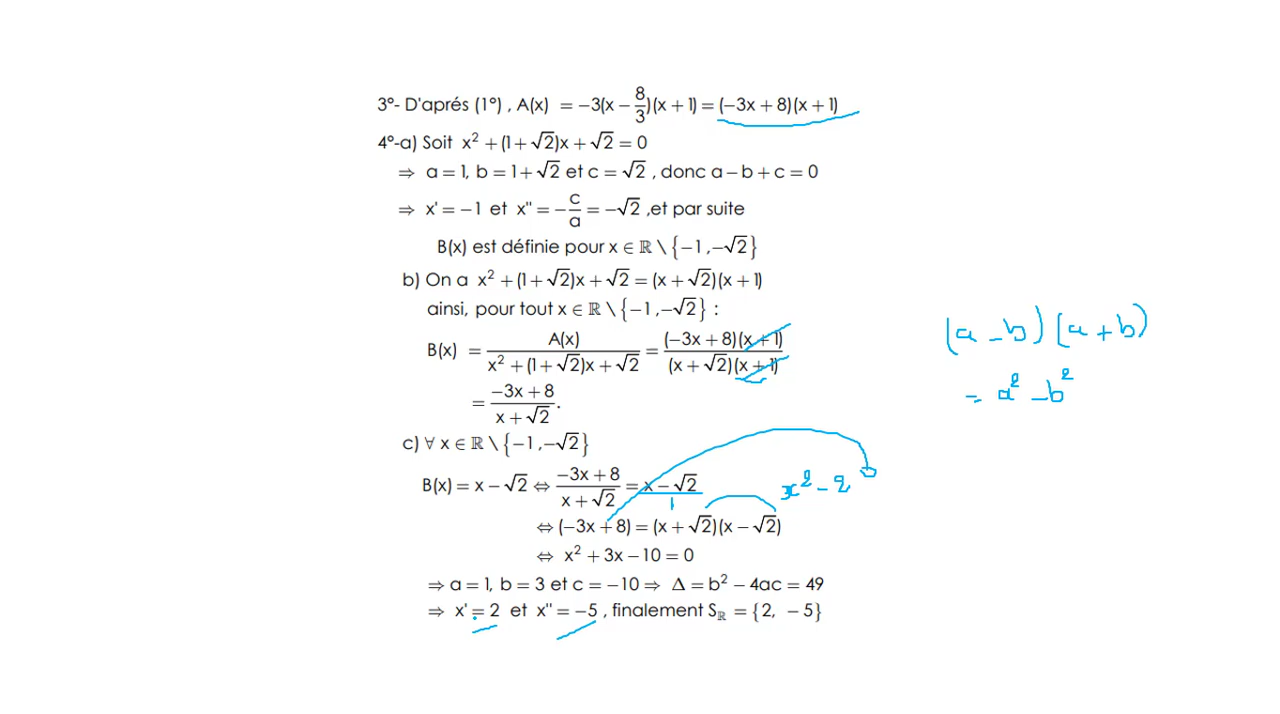 3°- D'aprés (1°) , A(x) = −3(x − 8/3)(x + 1) = (−3x + 8)(x + 1)
4°-a) Soit x² + (1 + √2)x + √2 = 0
⇒ a = 1, b = 1 + √2 et c = √2 , donc a − b + c = 0
⇒ x' = −1 et x" = −c/a = −√2 ,et par suite
B(x) est définie pour x ∈ ℝ \ {−1 ,−√2}
b) On a x² + (1 + √2)x + √2 = (x + √2)(x + 1)
ainsi, pour tout x ∈ ℝ \ {−1 ,−√2} :
B(x) = A(x)/(x² + (1 + √2)x + √2) = (−3x + 8)(x + 1)/((x + √2)(x + 1))
= (−3x + 8)/(x + √2).
c) ∀ x ∈ ℝ \ {−1 ,−√2}
B(x) = x − √2 ⇔ (−3x + 8)/(x + √2) = x − √2
1
⇔ (−3x + 8) = (x + √2)(x − √2)
⇔ x² + 3x − 10 = 0
⇒ a = 1, b = 3 et c = −10 ⇒ Δ = b² − 4ac = 49
⇒ x' = 2 et x" = −5 , finalement Sℝ = {2, − 5}
(a − b) (a + b)
= a² − b²
x² − 2